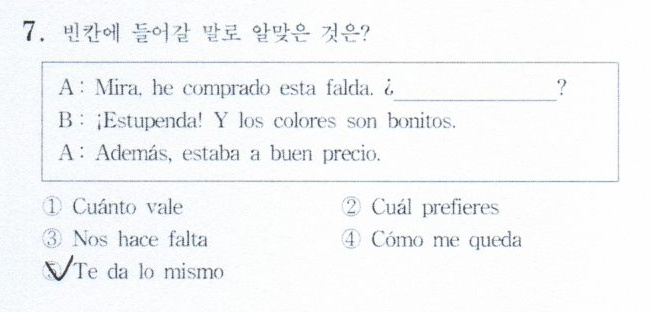 7. 빈칸에 들어갈 말로 알맞은 것은?
A : Mira, he comprado esta falda. ¿____________?
B : ¡Estupenda! Y los colores son bonitos.
A : Además, estaba a buen precio.
① Cuánto vale ② Cuál prefieres
③ Nos hace falta ④ Cómo me queda
⑤ Te da lo mismo